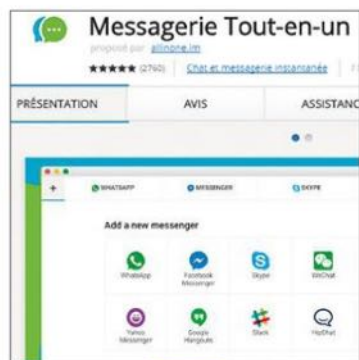 Messagerie Tout-en-un
proposé par allinone.im
★★★★★ (2760) Chat et messagerie instantanée
PRÉSENTATION AVIS ASSISTANC
+ WHATSAPP MESSENGER SKYPE
Add a new messenger
WhatsApp Facebook Messenger Skype WeChat
Yahoo Messenger Google Hangouts Slack HipChat